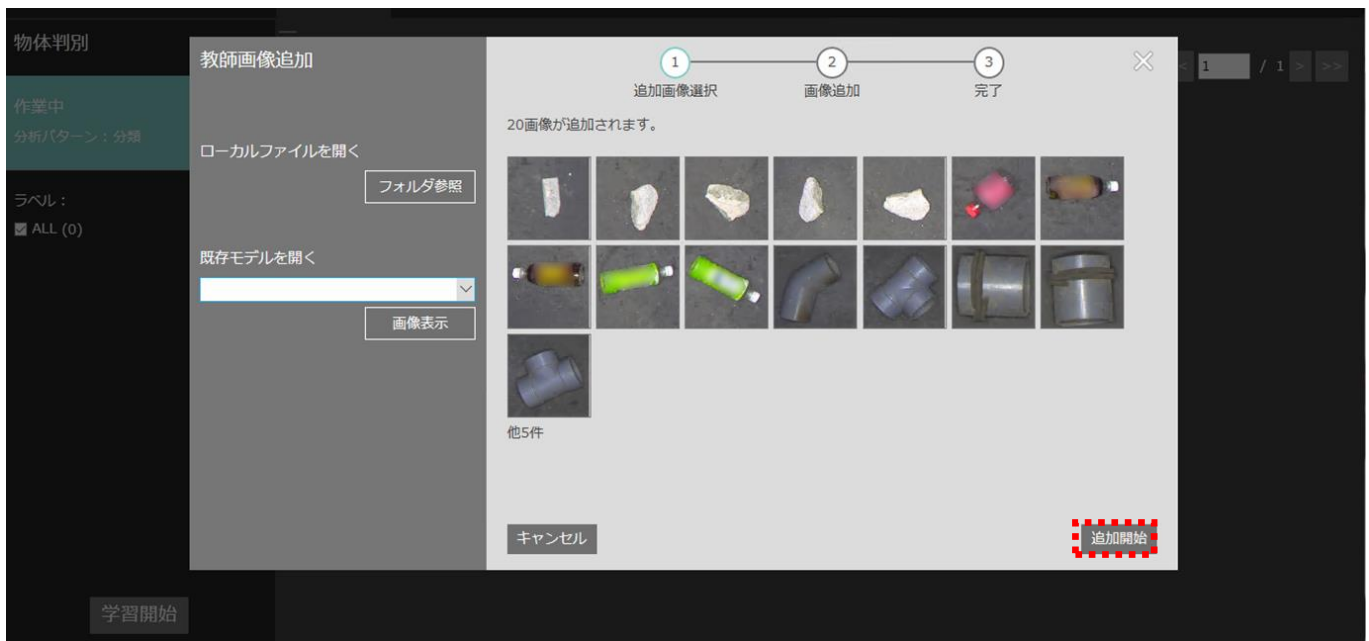 物体判別
作業中
分析パターン：分類
ラベル：
ALL (0)
学習開始
教師画像追加
ローカルファイルを開く
フォルダ参照
既存モデルを開く
画像表示
1 2 3
追加画像選択 画像追加 完了
20画像が追加されます。
他5件
キャンセル
追加開始
< 1 / 1 > >>